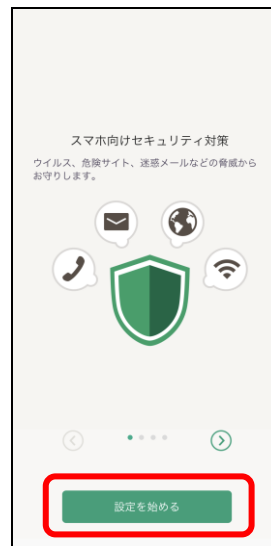 スマホ向けセキュリティ対策
ウイルス、危険サイト、迷惑メールなどの脅威から
お守りします。
設定を始める